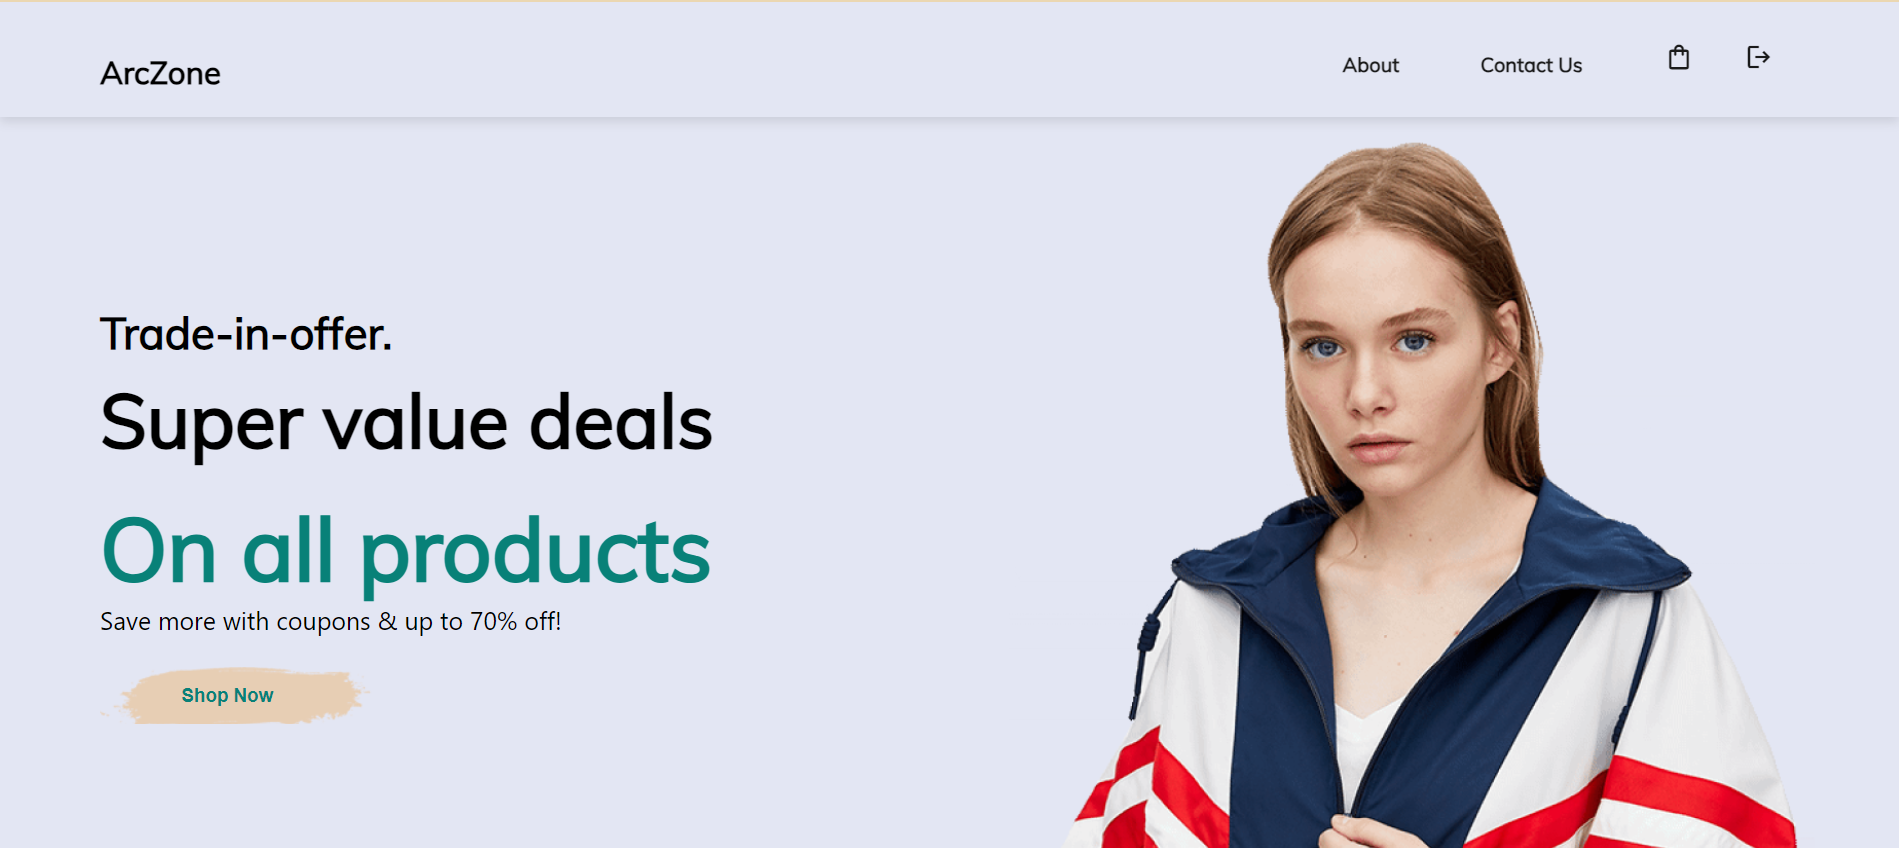 ArcZone
About
Contact Us
Trade-in-offer.
Super value deals
On all products
Save more with coupons & up to 70% off!
Shop Now